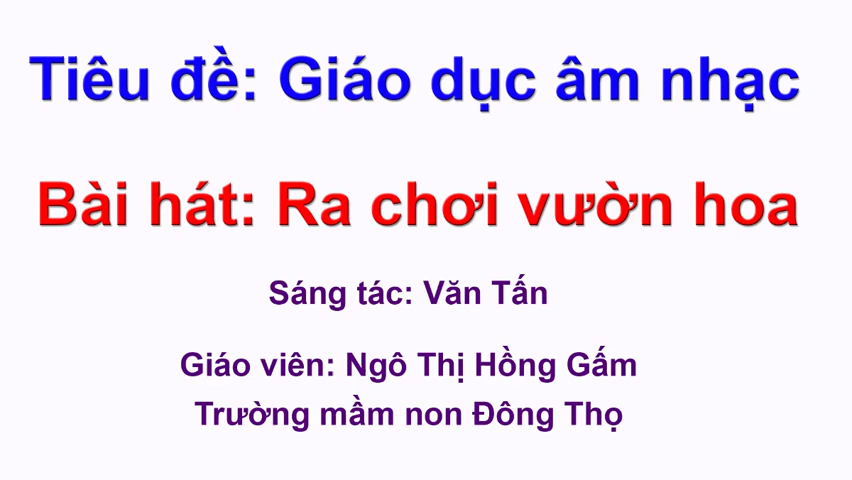 Tiêu đề: Giáo dục âm nhạc
Bài hát: Ra chơi vườn hoa
Sáng tác: Văn Tấn
Giáo viên: Ngô Thị Hồng Gấm
Trường mầm non Đông Thọ